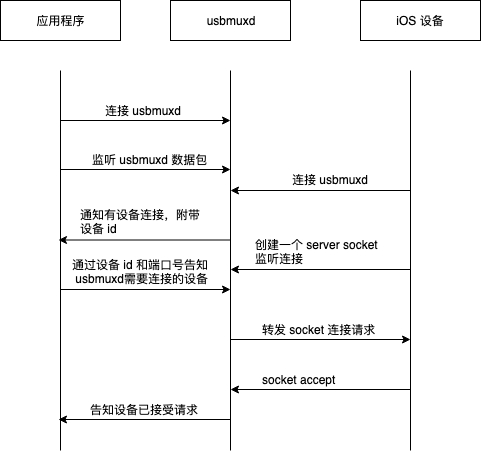 应用程序
usbmuxd
iOS 设备
连接 usbmuxd
监听 usbmuxd 数据包
连接 usbmuxd
通知有设备连接，附带
设备 id
创建一个 server socket
监听连接
通过设备 id 和端口号告知
usbmuxd需要连接的设备
转发 socket 连接请求
socket accept
告知设备已接受请求